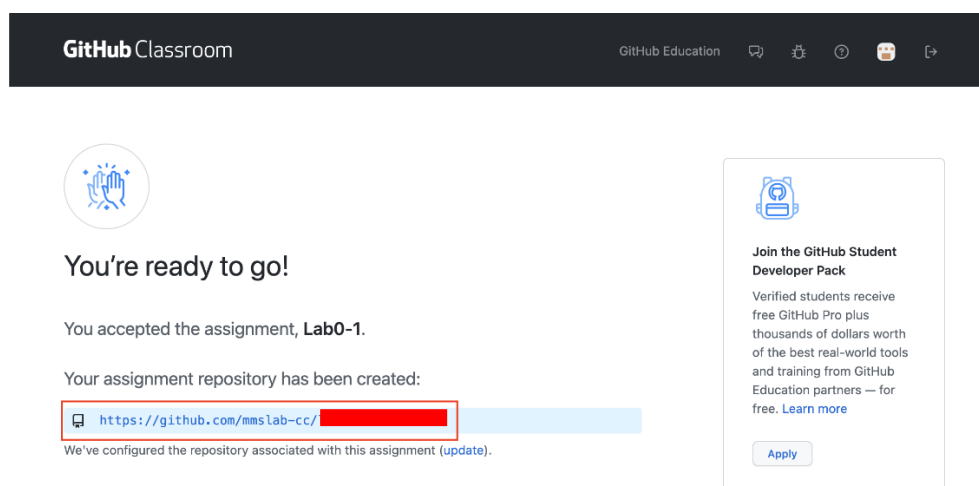 GitHub Classroom
GitHub Education
You're ready to go!
You accepted the assignment, Lab0-1.
Your assignment repository has been created:
https://github.com/mmslab-cc/
We've configured the repository associated with this assignment (update).
Join the GitHub Student
Developer Pack
Verified students receive
free GitHub Pro plus
thousands of dollars worth
of the best real-world tools
and training from GitHub
Education partners — for
free. Learn more
Apply